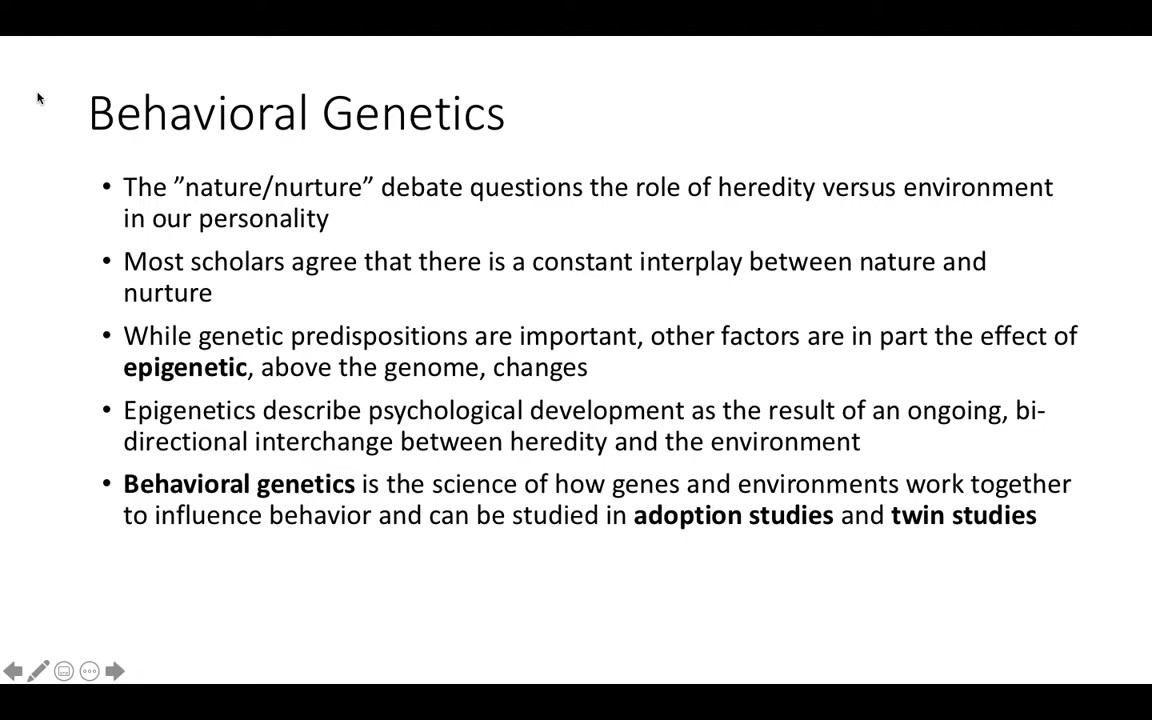 Behavioral Genetics
• The ”nature/nurture” debate questions the role of heredity versus environment
in our personality
• Most scholars agree that there is a constant interplay between nature and
nurture
• While genetic predispositions are important, other factors are in part the effect of
epigenetic, above the genome, changes
• Epigenetics describe psychological development as the result of an ongoing, bi-
directional interchange between heredity and the environment
• Behavioral genetics is the science of how genes and environments work together
to influence behavior and can be studied in adoption studies and twin studies